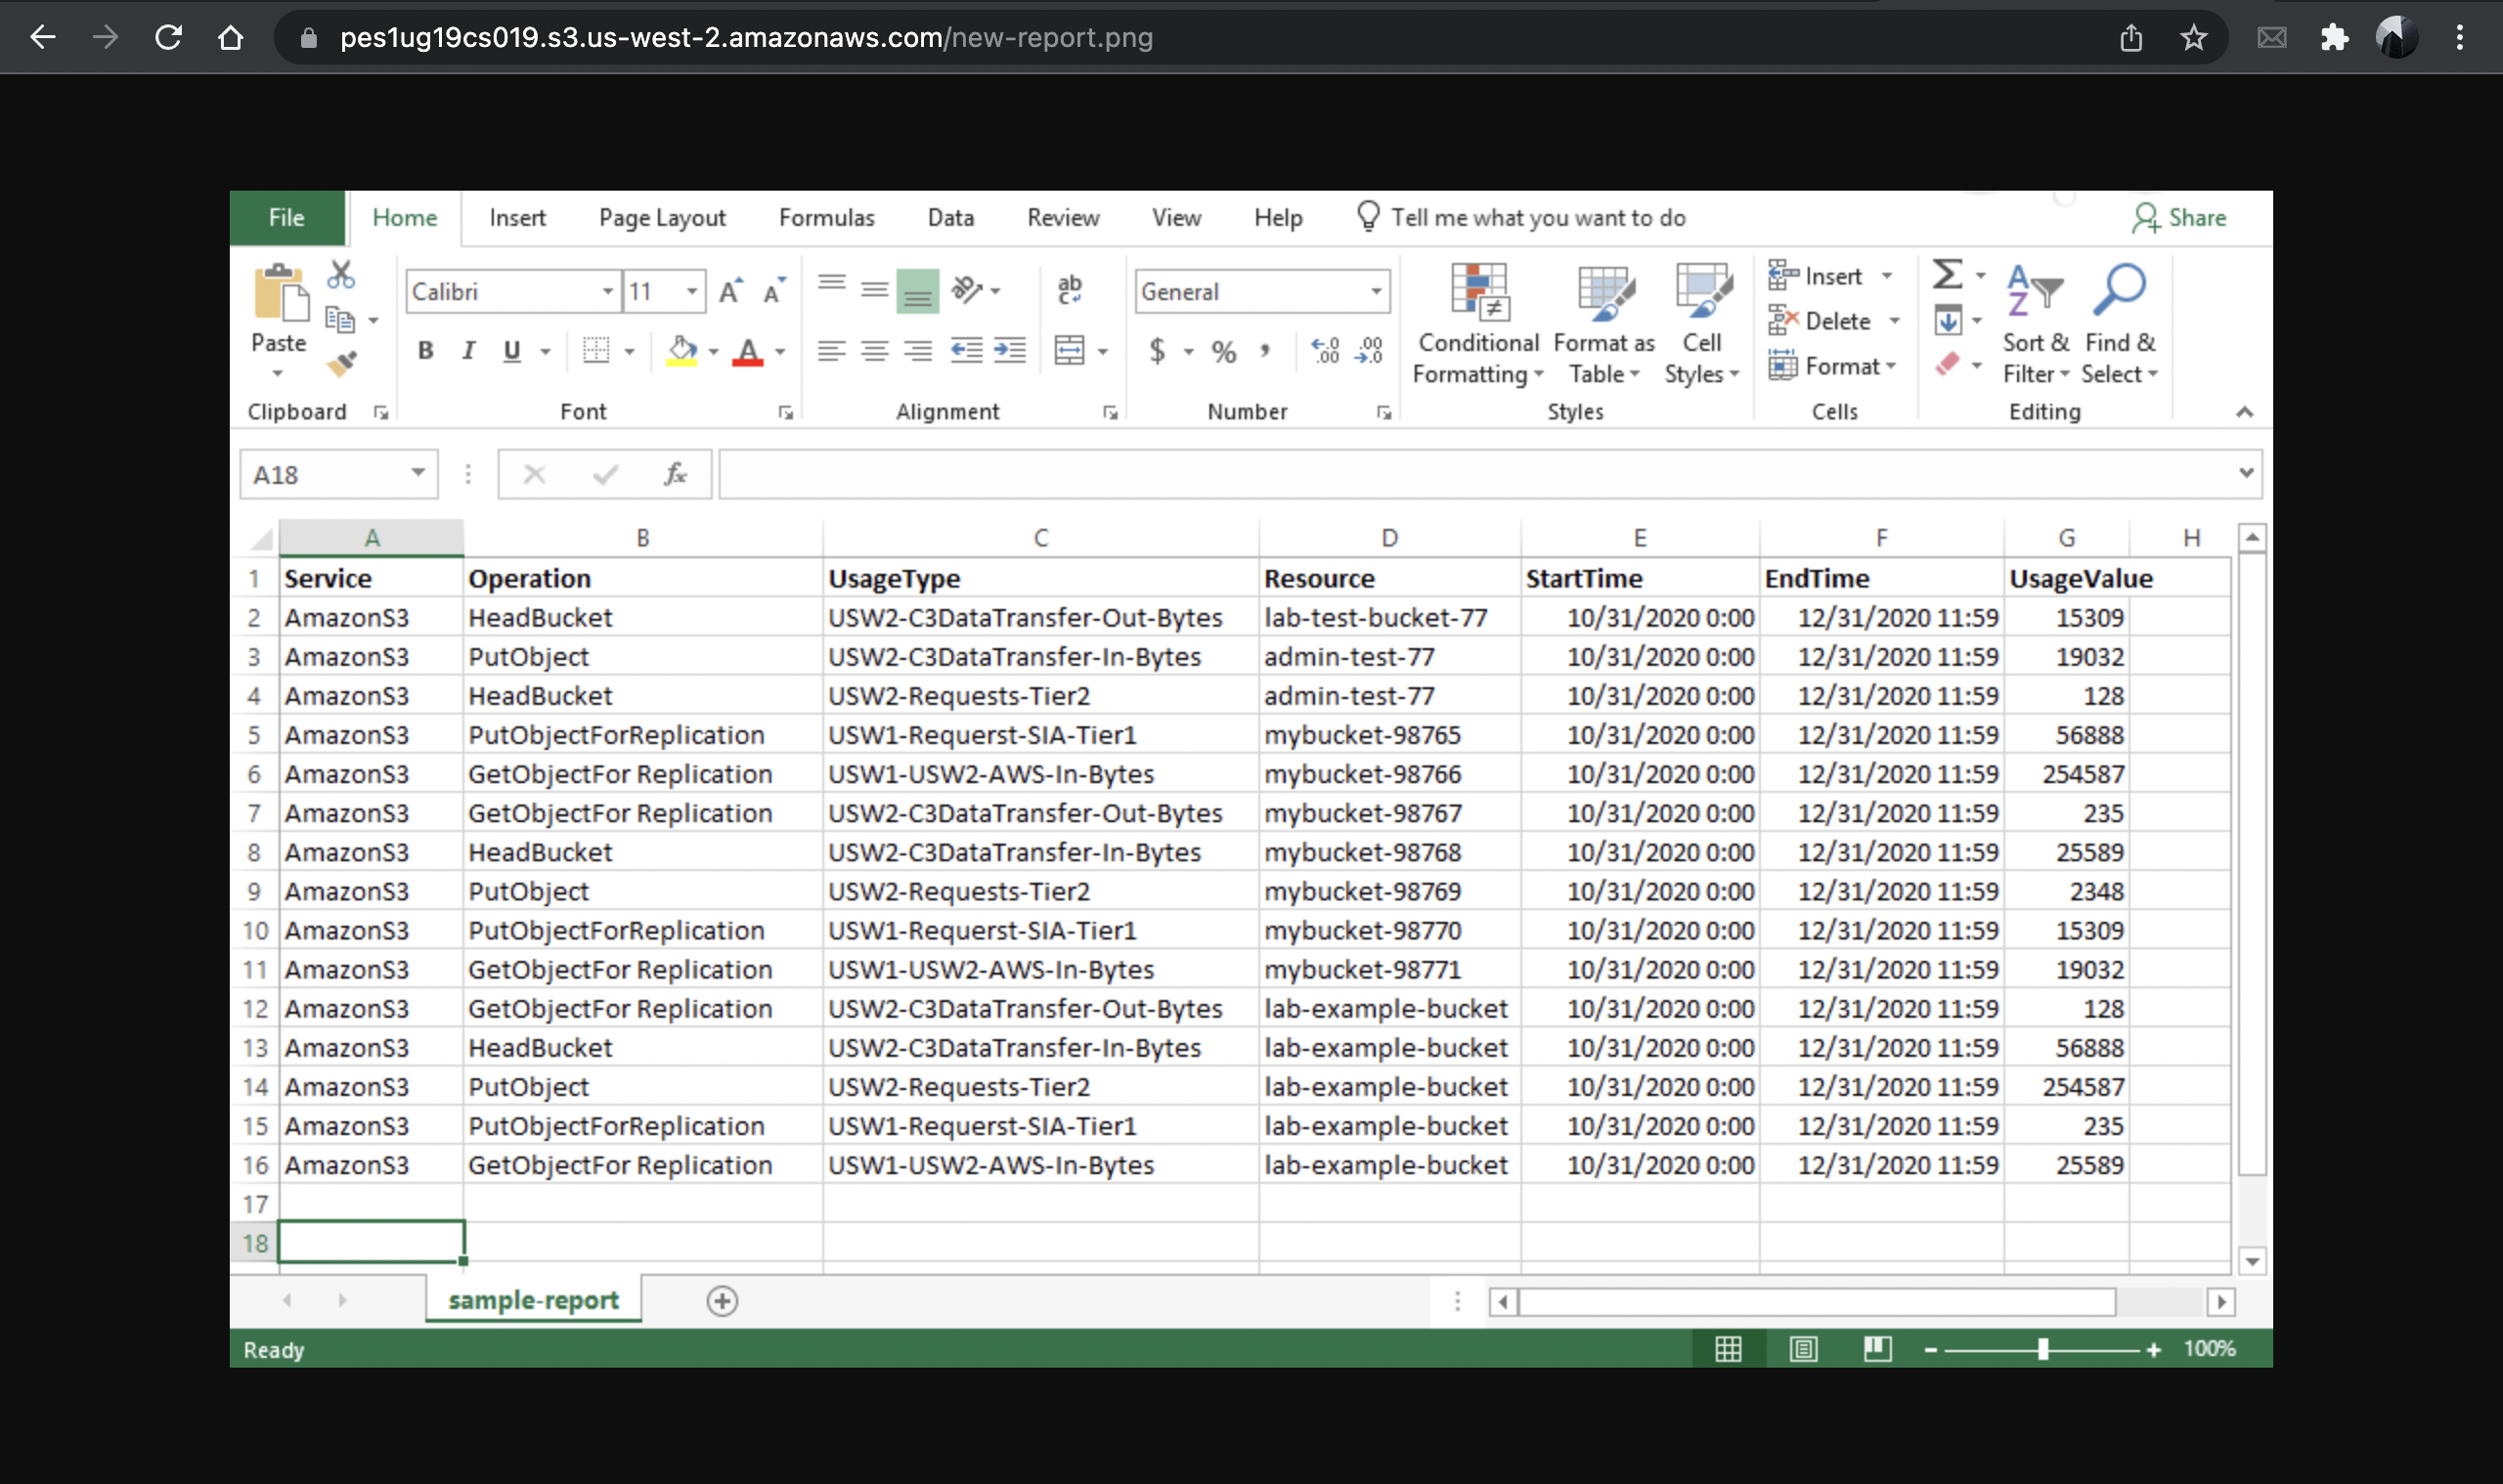 pes1ug19cs019.s3.us-west-2.amazonaws.com/new-report.png
File Home Insert Page Layout Formulas Data Review View Help Tell me what you want to do Share
Calibri 11 A A ab General Insert
Paste B I U A $ % , Conditional Formatting Format as Table Cell Styles Delete Format Sort & Filter Find & Select
Clipboard Font Alignment Number Styles Cells Editing
A18 fx
A B C D E F G H
1 Service Operation UsageType Resource StartTime EndTime UsageValue
2 AmazonS3 HeadBucket USW2-C3DataTransfer-Out-Bytes lab-test-bucket-77 10/31/2020 0:00 12/31/2020 11:59 15309
3 AmazonS3 PutObject USW2-C3DataTransfer-In-Bytes admin-test-77 10/31/2020 0:00 12/31/2020 11:59 19032
4 AmazonS3 HeadBucket USW2-Requests-Tier2 admin-test-77 10/31/2020 0:00 12/31/2020 11:59 128
5 AmazonS3 PutObjectForReplication USW1-Requerst-SIA-Tier1 mybucket-98765 10/31/2020 0:00 12/31/2020 11:59 56888
6 AmazonS3 GetObjectFor Replication USW1-USW2-AWS-In-Bytes mybucket-98766 10/31/2020 0:00 12/31/2020 11:59 254587
7 AmazonS3 GetObjectFor Replication USW2-C3DataTransfer-Out-Bytes mybucket-98767 10/31/2020 0:00 12/31/2020 11:59 235
8 AmazonS3 HeadBucket USW2-C3DataTransfer-In-Bytes mybucket-98768 10/31/2020 0:00 12/31/2020 11:59 25589
9 AmazonS3 PutObject USW2-Requests-Tier2 mybucket-98769 10/31/2020 0:00 12/31/2020 11:59 2348
10 AmazonS3 PutObjectForReplication USW1-Requerst-SIA-Tier1 mybucket-98770 10/31/2020 0:00 12/31/2020 11:59 15309
11 AmazonS3 GetObjectFor Replication USW1-USW2-AWS-In-Bytes mybucket-98771 10/31/2020 0:00 12/31/2020 11:59 19032
12 AmazonS3 GetObjectFor Replication USW2-C3DataTransfer-Out-Bytes lab-example-bucket 10/31/2020 0:00 12/31/2020 11:59 128
13 AmazonS3 HeadBucket USW2-C3DataTransfer-In-Bytes lab-example-bucket 10/31/2020 0:00 12/31/2020 11:59 56888
14 AmazonS3 PutObject USW2-Requests-Tier2 lab-example-bucket 10/31/2020 0:00 12/31/2020 11:59 254587
15 AmazonS3 PutObjectForReplication USW1-Requerst-SIA-Tier1 lab-example-bucket 10/31/2020 0:00 12/31/2020 11:59 235
16 AmazonS3 GetObjectFor Replication USW1-USW2-AWS-In-Bytes lab-example-bucket 10/31/2020 0:00 12/31/2020 11:59 25589
17
18
sample-report
Ready 100%